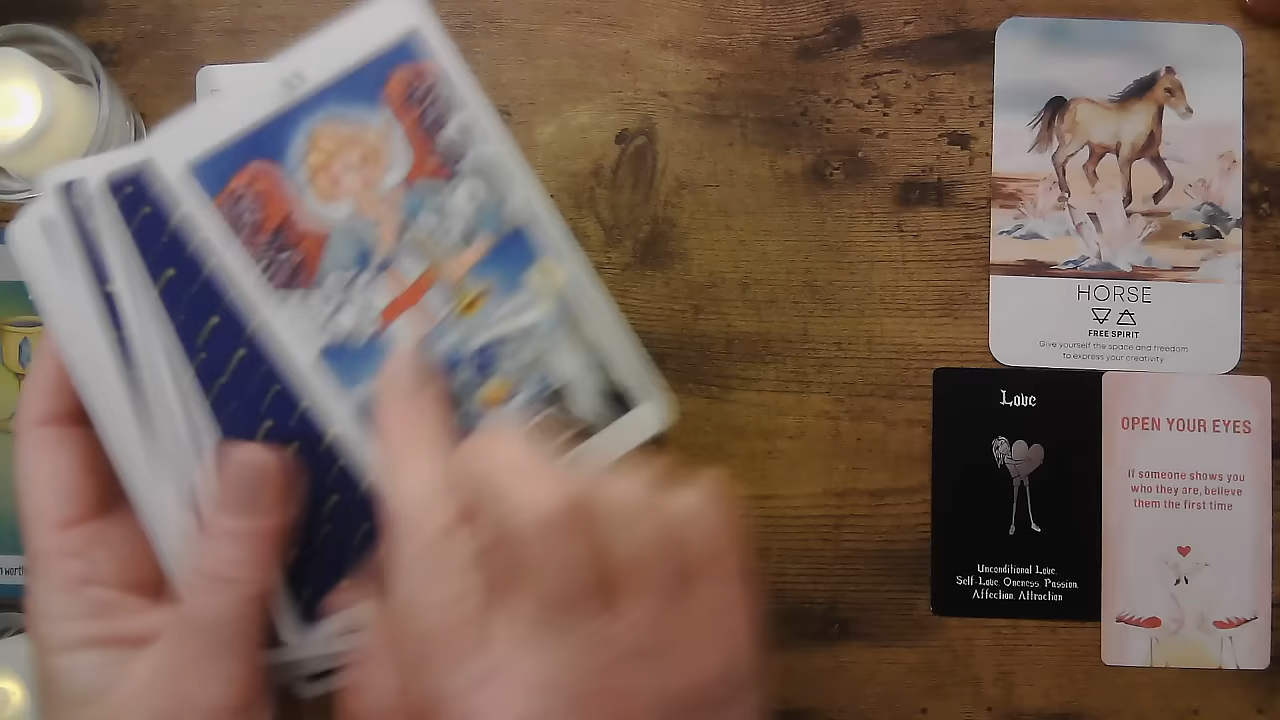 HORSE
FREE SPIRIT
Give yourself the space and freedom
to express your creativity
Love
Unconditional Love,
Self-Love, Oneness, Passion,
Affection, Attraction
OPEN YOUR EYES
If someone shows you
who they are, believe
them the first time